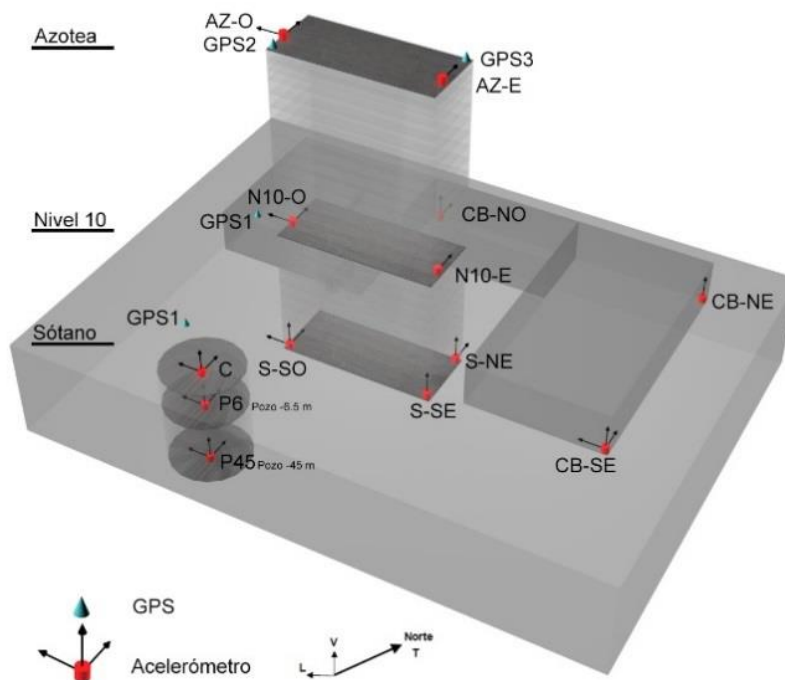 AZ-O
Azotea
GPS2
GPS3
AZ-E
N10-O
Nivel 10
GPS1
CB-NO
N10-E
CB-NE
GPS1
Sótano
S-SO
S-NE
C
S-SE
P6 Pozo -6.5 m
P45 Pozo -45 m
CB-SE
GPS
Norte
V
T
L
Acelerómetro